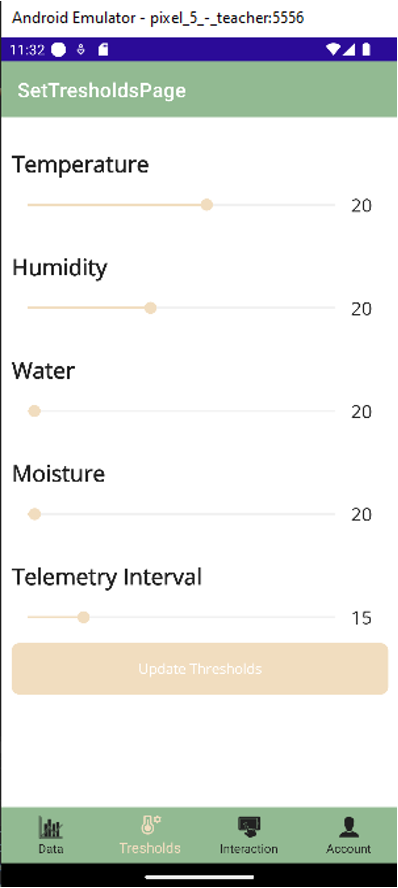 Android Emulator - pixel_5_-_teacher:5556
11:32
SetTresholdsPage
Temperature
20
Humidity
20
Water
20
Moisture
20
Telemetry Interval
15
Update Thresholds
Data
Tresholds
Interaction
Account